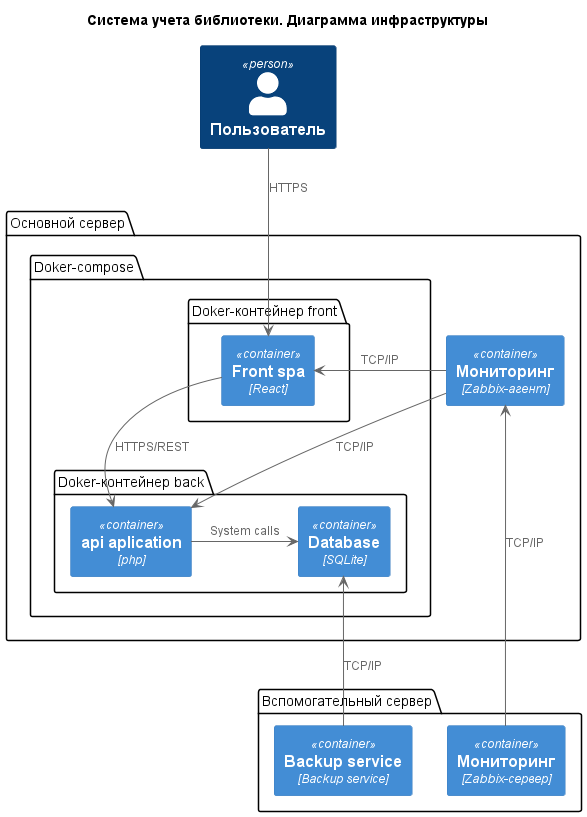 Система учета библиотеки. Диаграмма инфраструктуры
«person»
Пользователь
HTTPS
Основной сервер
Doker-compose
Doker-контейнер front
«container»
Front spa
[React]
TCP/IP
«container»
Мониторинг
[Zabbix-агент]
HTTPS/REST
TCP/IP
Doker-контейнер back
«container»
api aplication
[php]
System calls
«container»
Database
[SQLite]
TCP/IP
TCP/IP
Вспомогательный сервер
«container»
Backup service
[Backup service]
«container»
Мониторинг
[Zabbix-сервер]